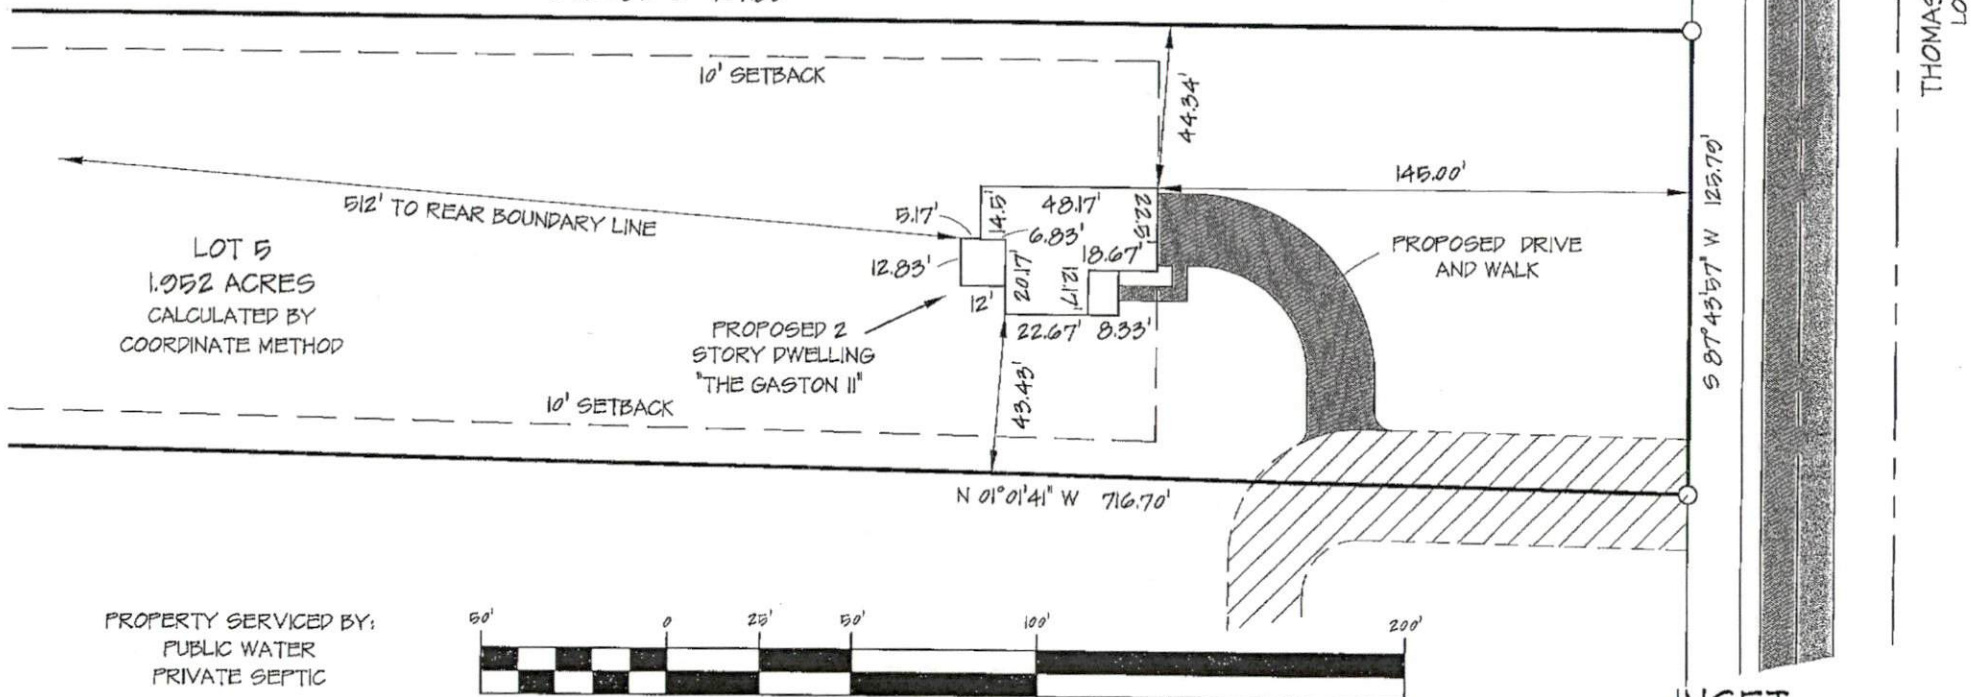 10' SETBACK
44.34'
145.00'
512' TO REAR BOUNDARY LINE
5.17'
14.5'
48.17'
22.5'
6.83'
18.67'
12.83'
12'
20.17'
12.17'
22.67'
8.33'
LOT 5
1.952 ACRES
CALCULATED BY
COORDINATE METHOD
PROPOSED 2
STORY DWELLING
"THE GASTON II"
PROPOSED DRIVE
AND WALK
S 87°43'57" W 125.79'
THOMAS
LO
10' SETBACK
43.43'
N 01°01'41" W 716.70'
PROPERTY SERVICED BY:
PUBLIC WATER
PRIVATE SEPTIC
50' 0 25' 50' 100' 200'